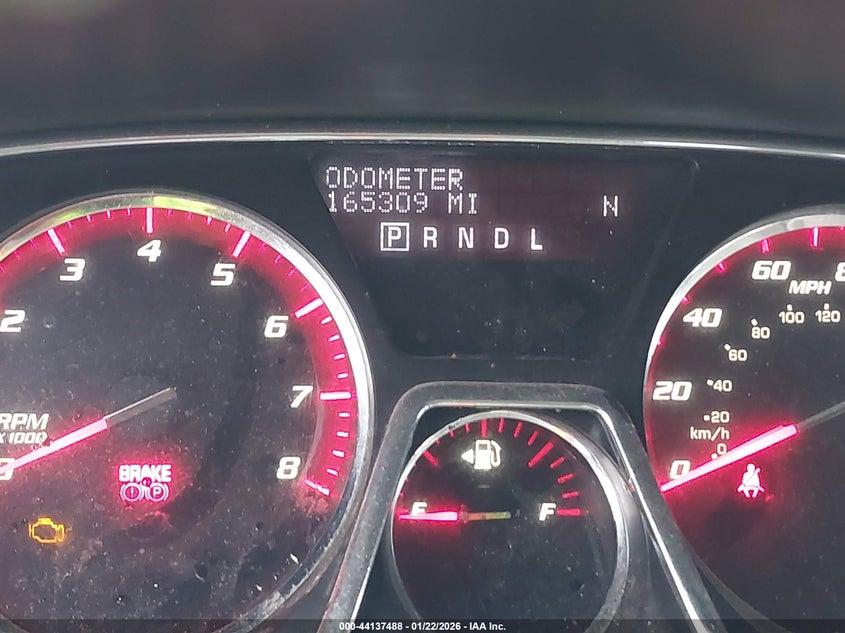 ODOMETER
165309 MI N
P R N D L
2 3 4 5 6 7 8
RPM
X1000
BRAKE
P
E F
0 20 40 60
MPH
km/h
0 20 40 60 80 100 120
000-44137488 - 01/22/2026 - IAA Inc.